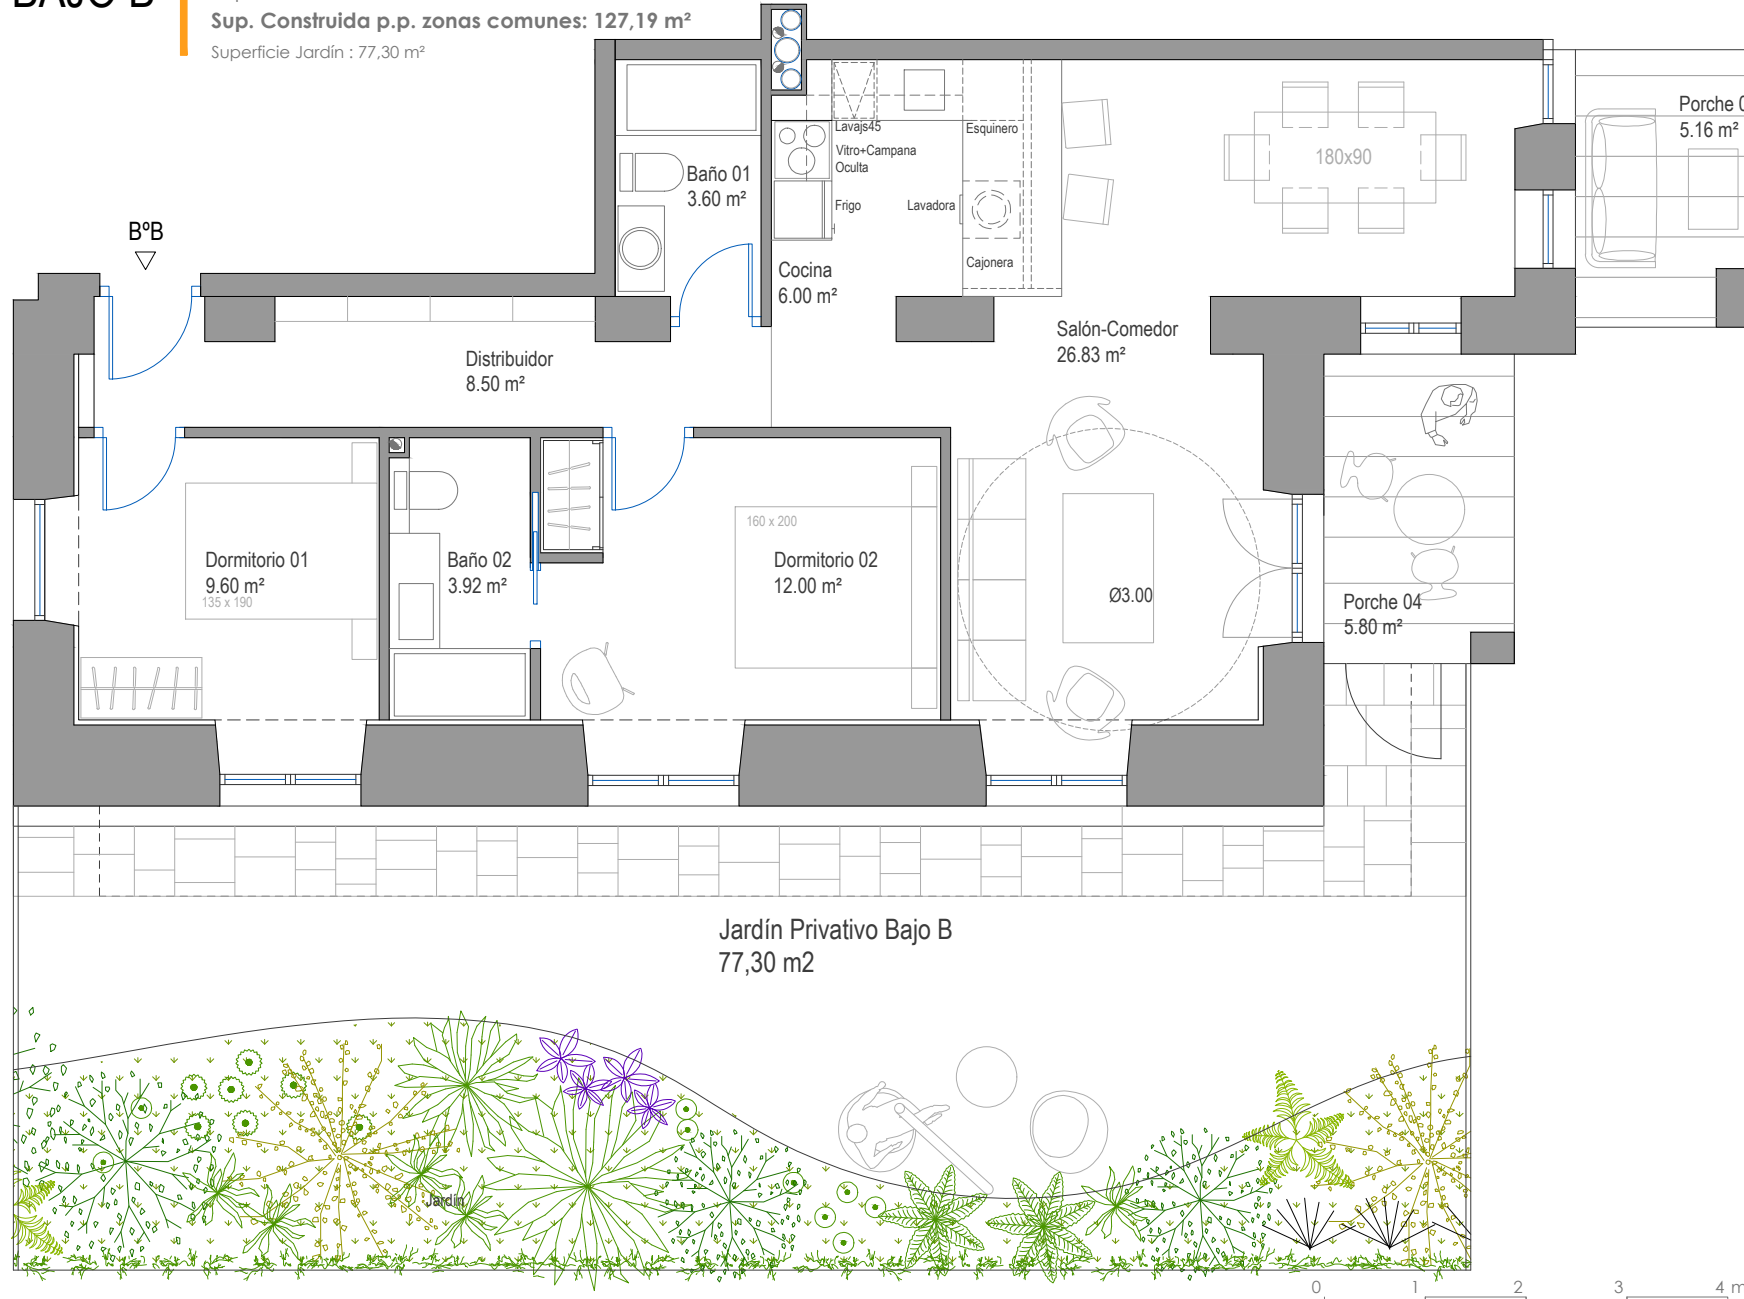 BAJO B
Sup. Construida p.p. zonas comunes: 127,19 m²
Superficie Jardín : 77,30 m²
BºB
Baño 01
3.60 m²
Lavajs45
Vitro+Campana
Oculta
Frigo
Esquinero
Lavadora
Cajonera
Cocina
6.00 m²
180x90
Porche 0
5.16 m²
Distribuidor
8.50 m²
Salón-Comedor
26.83 m²
Dormitorio 01
9.60 m²
135 x 190
Baño 02
3.92 m²
160 x 200
Dormitorio 02
12.00 m²
Ø3.00
Porche 04
5.80 m²
Jardín Privativo Bajo B
77,30 m2
Jardín
0 1 2 3 4 m